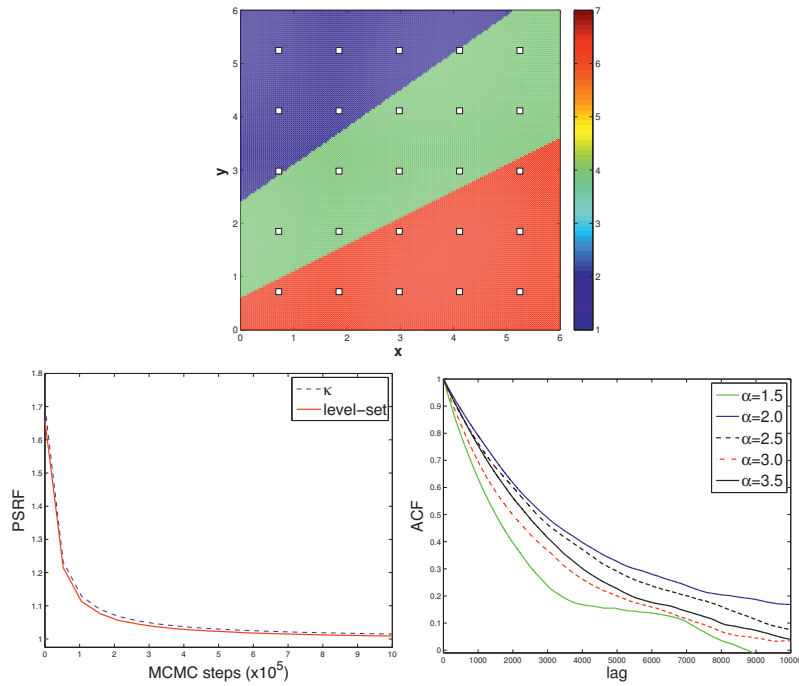 6
5
4
3
2
1
0
y
0 1 2 3 4 5 6
x
7
6
5
4
3
2
1
1.8
1.7
1.6
1.5
1.4
1.3
1.2
1.1
1
PSRF
κ
level-set
0 1 2 3 4 5 6 7 8 9 10
MCMC steps (x10⁵)
1
0.9
0.8
0.7
0.6
0.5
0.4
0.3
0.2
0.1
0
ACF
α=1.5
α=2.0
α=2.5
α=3.0
α=3.5
0 1000 2000 3000 4000 5000 6000 7000 8000 9000 10000
lag